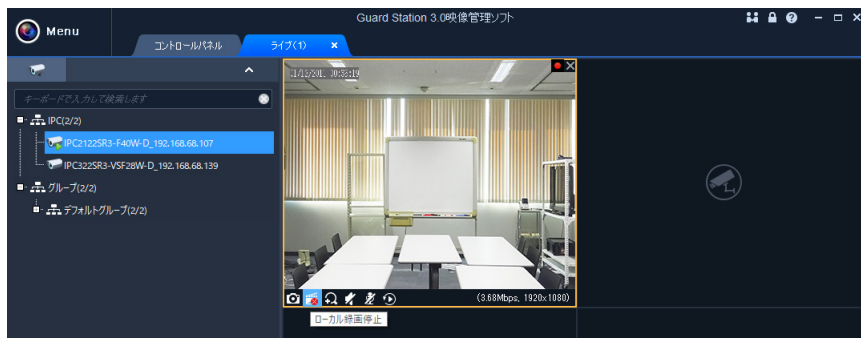 Guard Station 3.0映像管理ソフト
Menu
コントロールパネル
ライブ(1)
キーボードで入力して検索します
IPC(2/2)
IPC2122SR3-F40W-D_192.168.68.107
IPC322SR3-VSF28W-D_192.168.68.139
グループ(2/2)
デフォルトグループ(2/2)
(3.68Mbps, 1920x1080)
ローカル録画停止